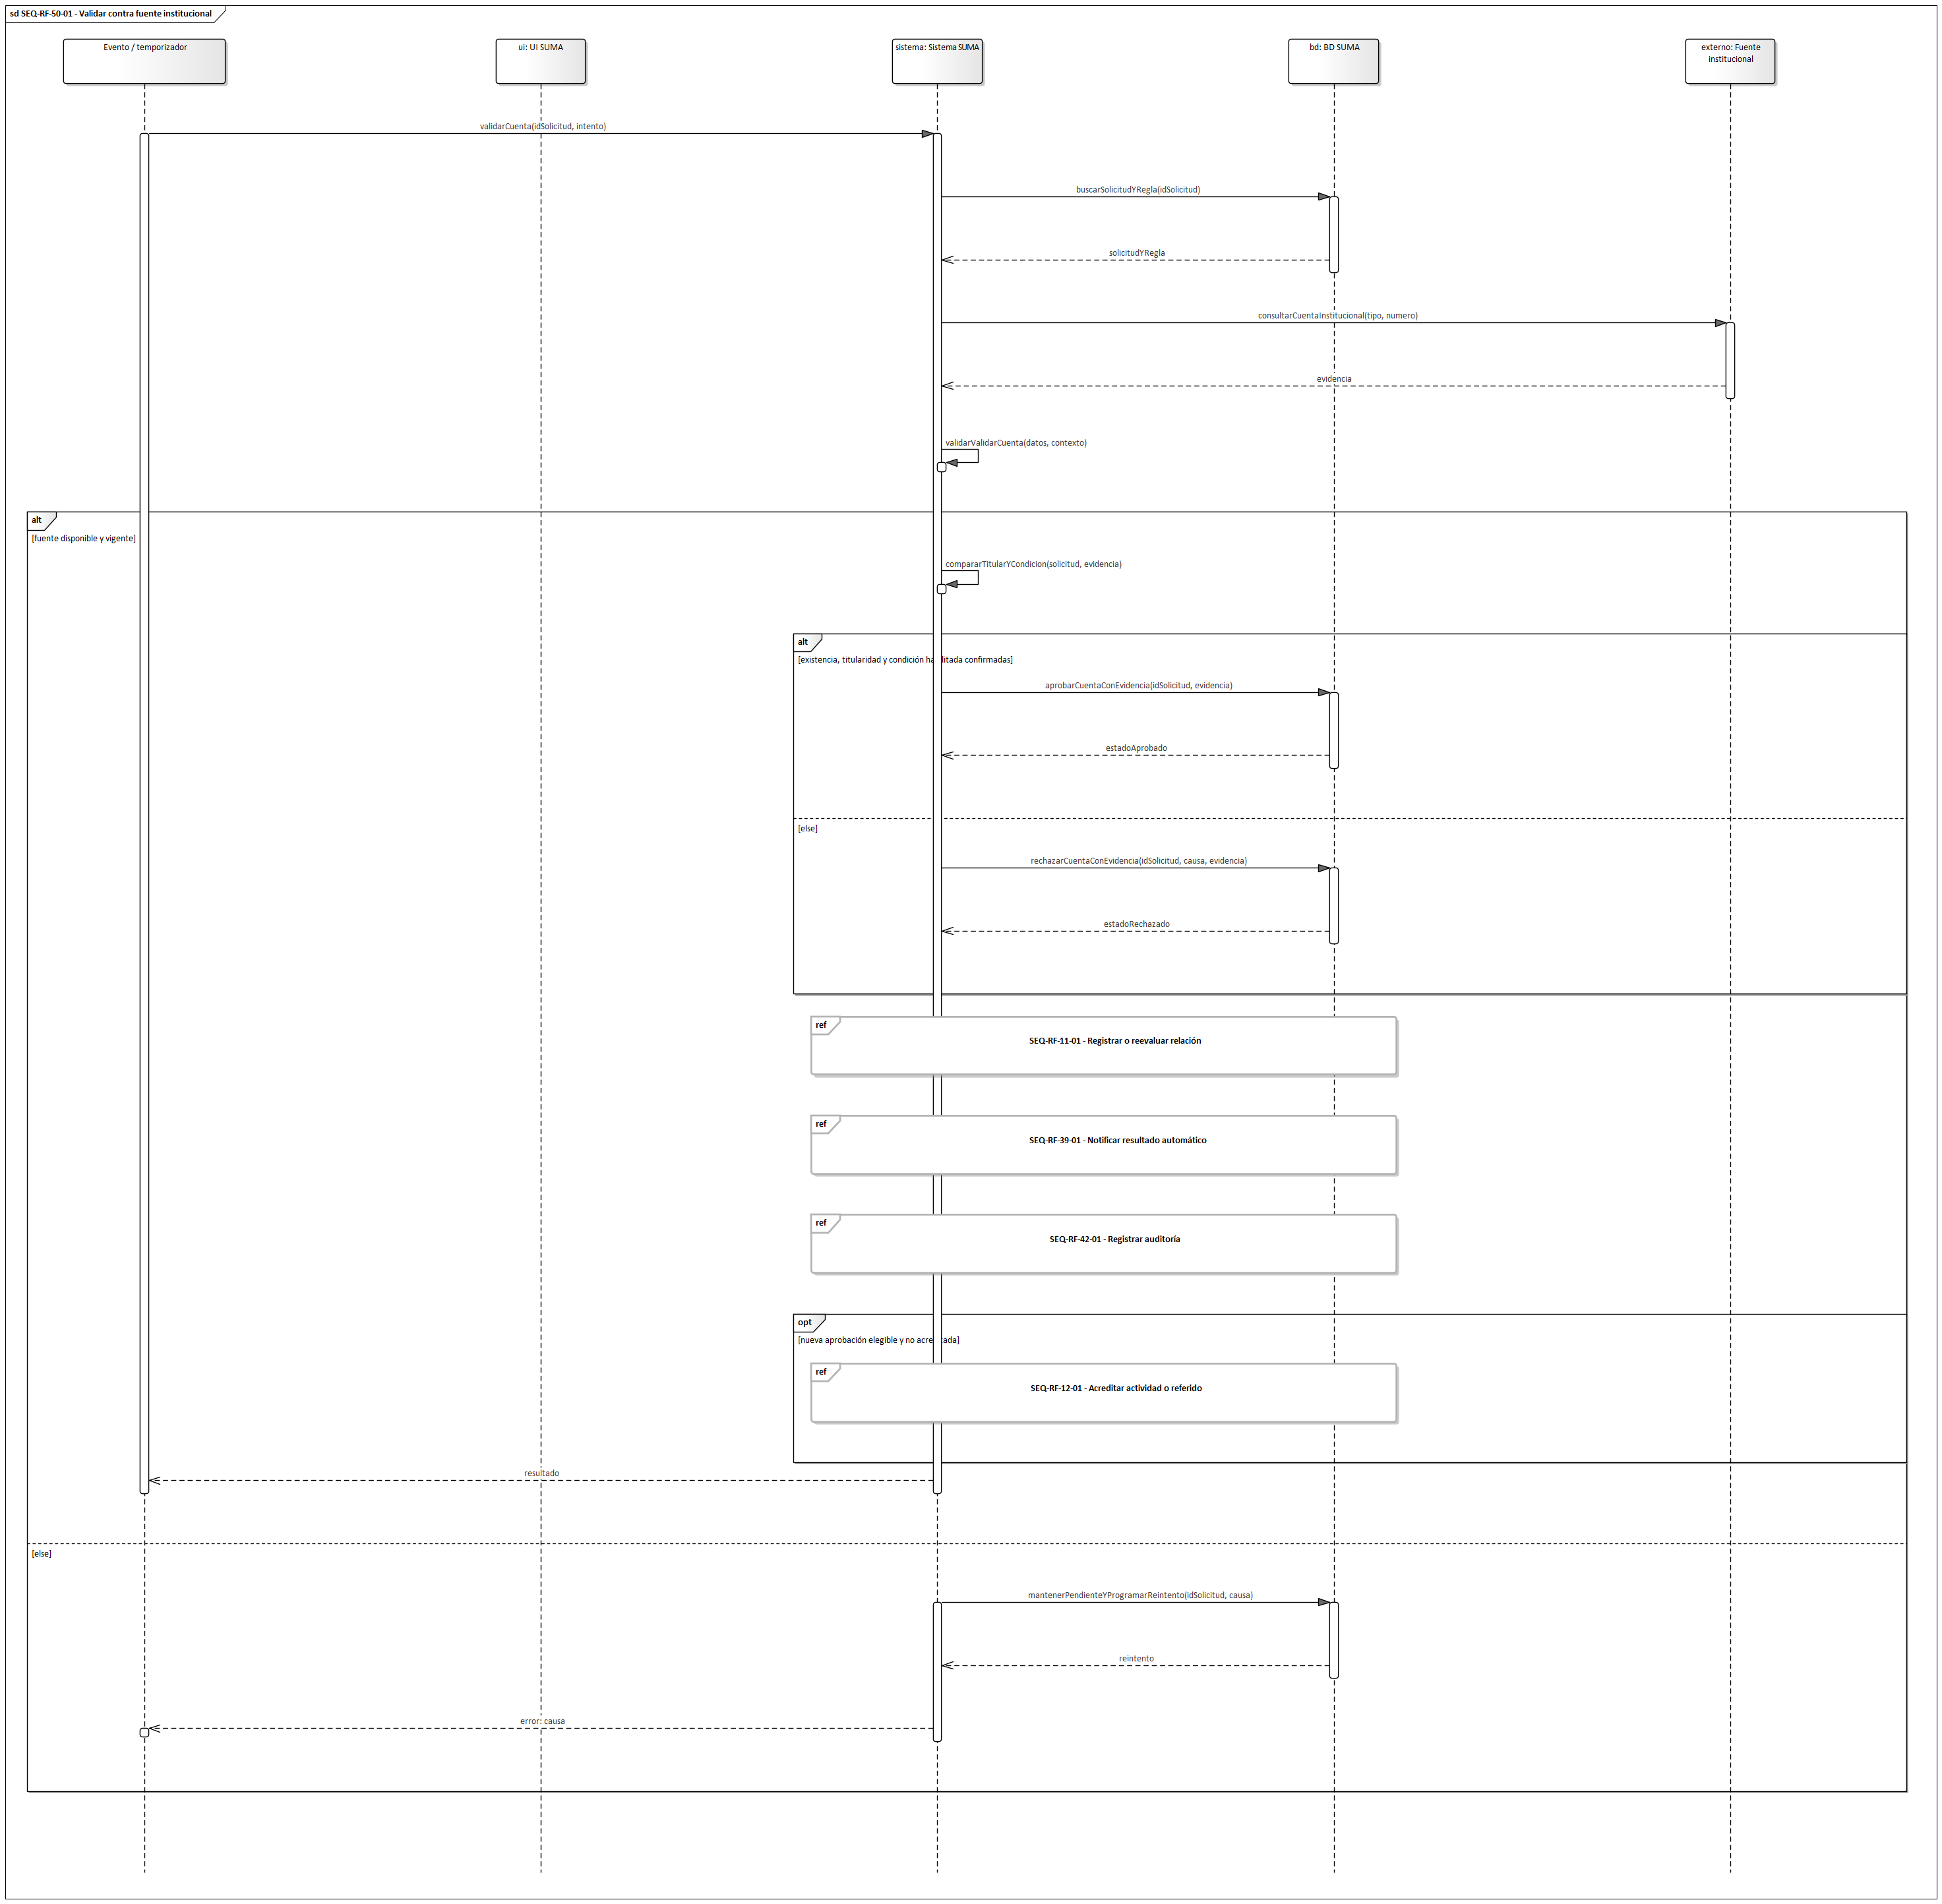 sd SEQ-RF-50-01 - Validar contra fuente institucional
Evento / temporizador
ui: UI SUMA
sistema: Sistema SUMA
bd: BD SUMA
externo: Fuente
institucional
validarCuenta(idSolicitud, intento)
buscarSolicitudYRegla(idSolicitud)
solicitudYRegla
consultarCuentaInstitucional(tipo, numero)
evidencia
validarValidarCuenta(datos, contexto)
alt
[fuente disponible y vigente]
compararTitularYCondicion(solicitud, evidencia)
alt
[existencia, titularidad y condición habilitada confirmadas]
aprobarCuentaConEvidencia(idSolicitud, evidencia)
estadoAprobado
[else]
rechazarCuentaConEvidencia(idSolicitud, causa, evidencia)
estadoRechazado
ref
SEQ-RF-11-01 - Registrar o reevaluar relación
ref
SEQ-RF-39-01 - Notificar resultado automático
ref
SEQ-RF-42-01 - Registrar auditoría
opt
[nueva aprobación elegible y no acreditada]
ref
SEQ-RF-12-01 - Acreditar actividad o referido
resultado
[else]
mantenerPendienteYProgramarReintento(idSolicitud, causa)
reintento
error: causa